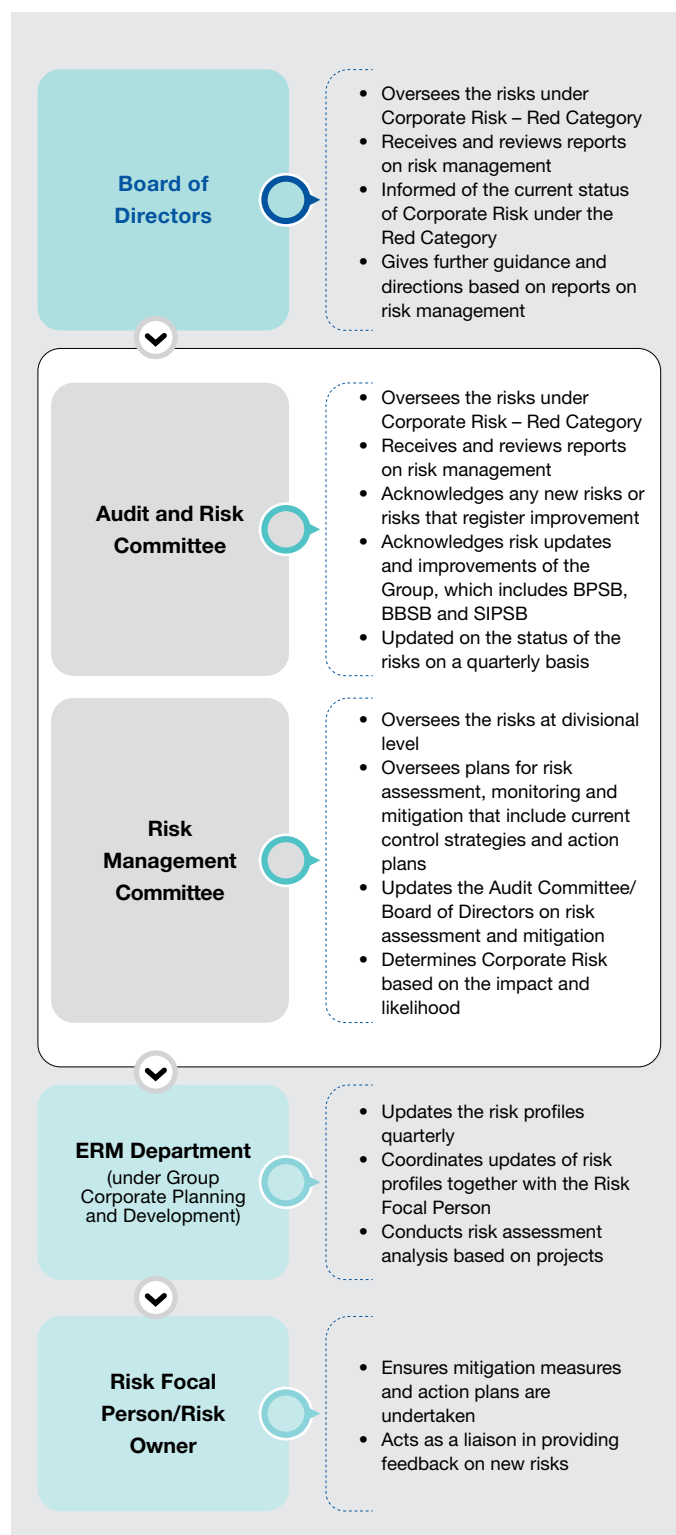 Board of
Directors
• Oversees the risks under
Corporate Risk – Red Category
• Receives and reviews reports
on risk management
• Informed of the current status
of Corporate Risk under the
Red Category
• Gives further guidance and
directions based on reports on
risk management
Audit and Risk
Committee
• Oversees the risks under
Corporate Risk – Red Category
• Receives and reviews reports
on risk management
• Acknowledges any new risks or
risks that register improvement
• Acknowledges risk updates
and improvements of the
Group, which includes BPSB,
BBSB and SIPSB
• Updated on the status of the
risks on a quarterly basis
Risk
Management
Committee
• Oversees the risks at divisional
level
• Oversees plans for risk
assessment, monitoring and
mitigation that include current
control strategies and action
plans
• Updates the Audit Committee/
Board of Directors on risk
assessment and mitigation
• Determines Corporate Risk
based on the impact and
likelihood
ERM Department
(under Group
Corporate Planning
and Development)
• Updates the risk profiles
quarterly
• Coordinates updates of risk
profiles together with the Risk
Focal Person
• Conducts risk assessment
analysis based on projects
Risk Focal
Person/Risk
Owner
• Ensures mitigation measures
and action plans are
undertaken
• Acts as a liaison in providing
feedback on new risks